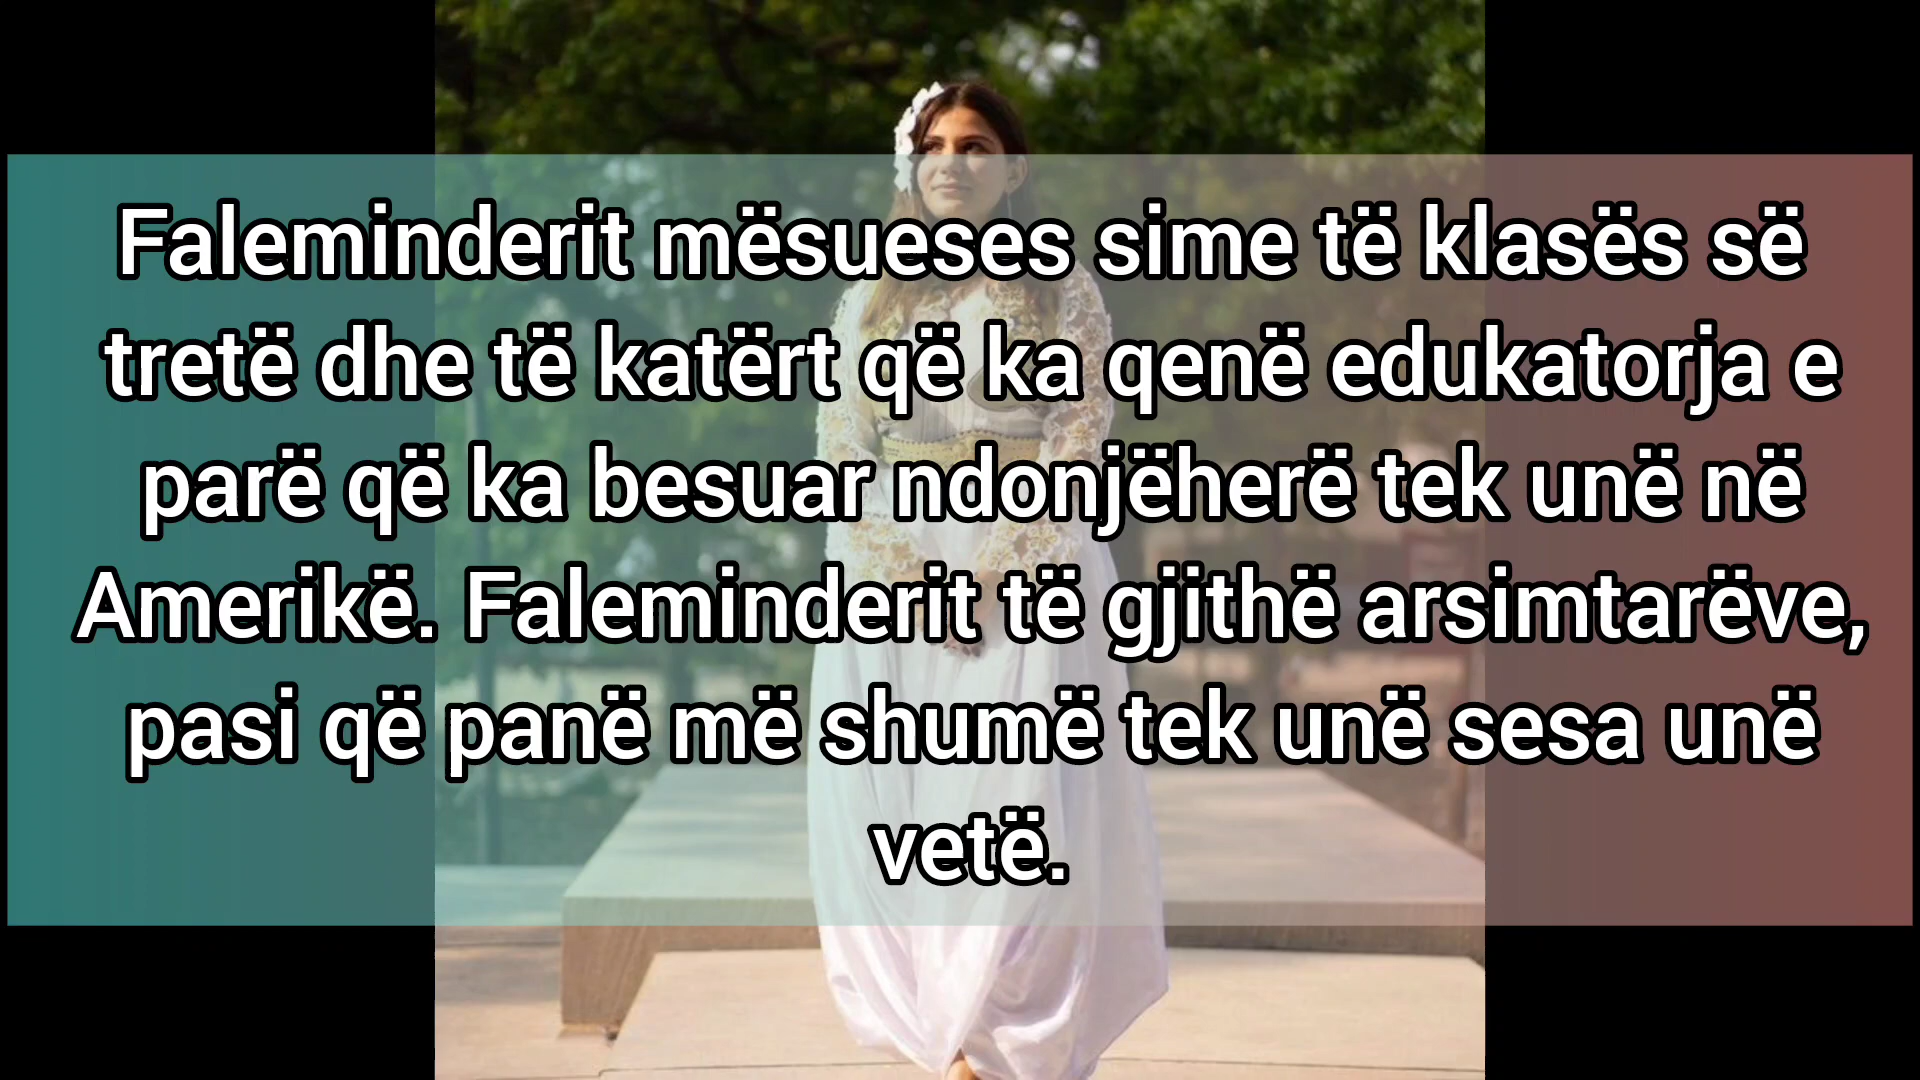 Faleminderit mësueses sime të klasës së
tretë dhe të katërt që ka qenë edukatorja e
parë që ka besuar ndonjëherë tek unë në
Amerikë. Faleminderit të gjithë arsimtarëve,
pasi që panë më shumë tek unë sesa unë
vetë.